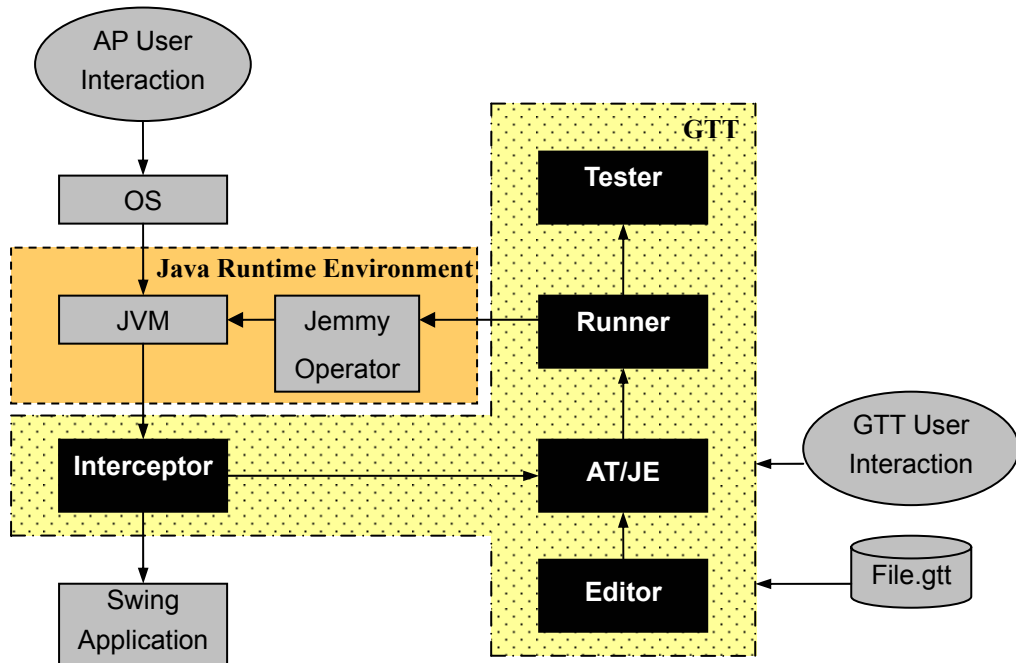 AP User
Interaction
GTT
Tester
OS
Java Runtime Environment
JVM
Jemmy
Operator
Runner
Interceptor
AT/JE
GTT User
Interaction
Swing
Application
Editor
File.gtt